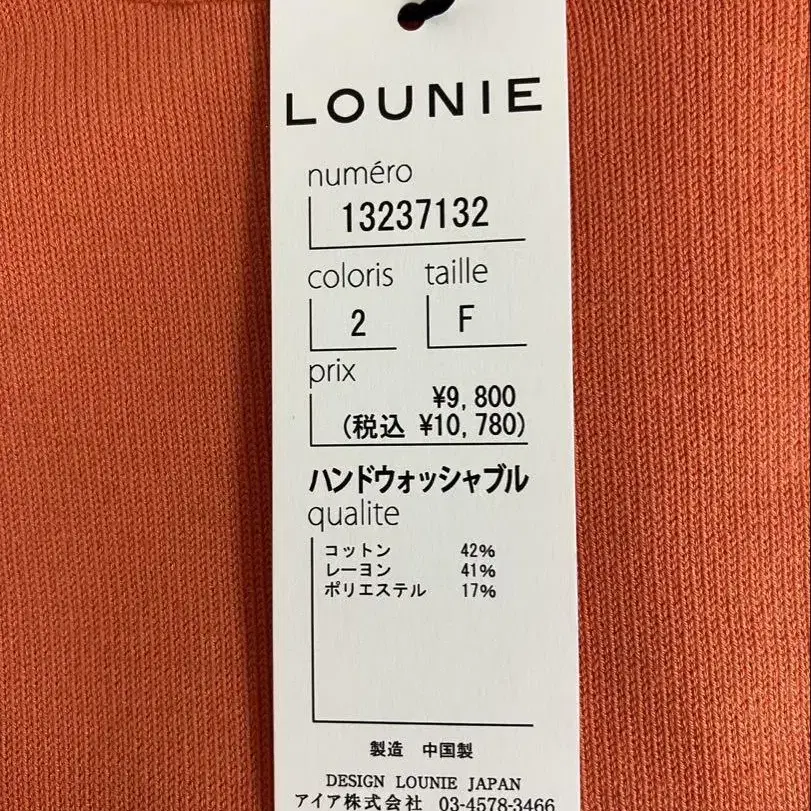 LOUNIE
numéro
13237132
coloris taille
2 F
prix
¥9,800
(税込 ¥10,780)
ハンドウォッシャブル
qualite
コットン 42%
レーヨン 41%
ポリエステル 17%
製造 中国製
DESIGN LOUNIE JAPAN
アイア株式会社 03-4578-3466